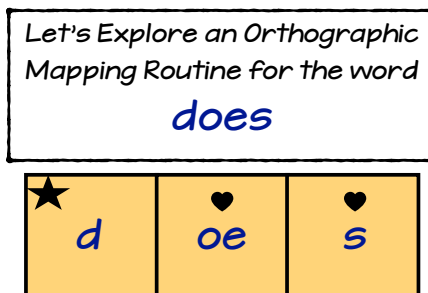 Let's Explore an Orthographic
Mapping Routine for the word
does
d oe s